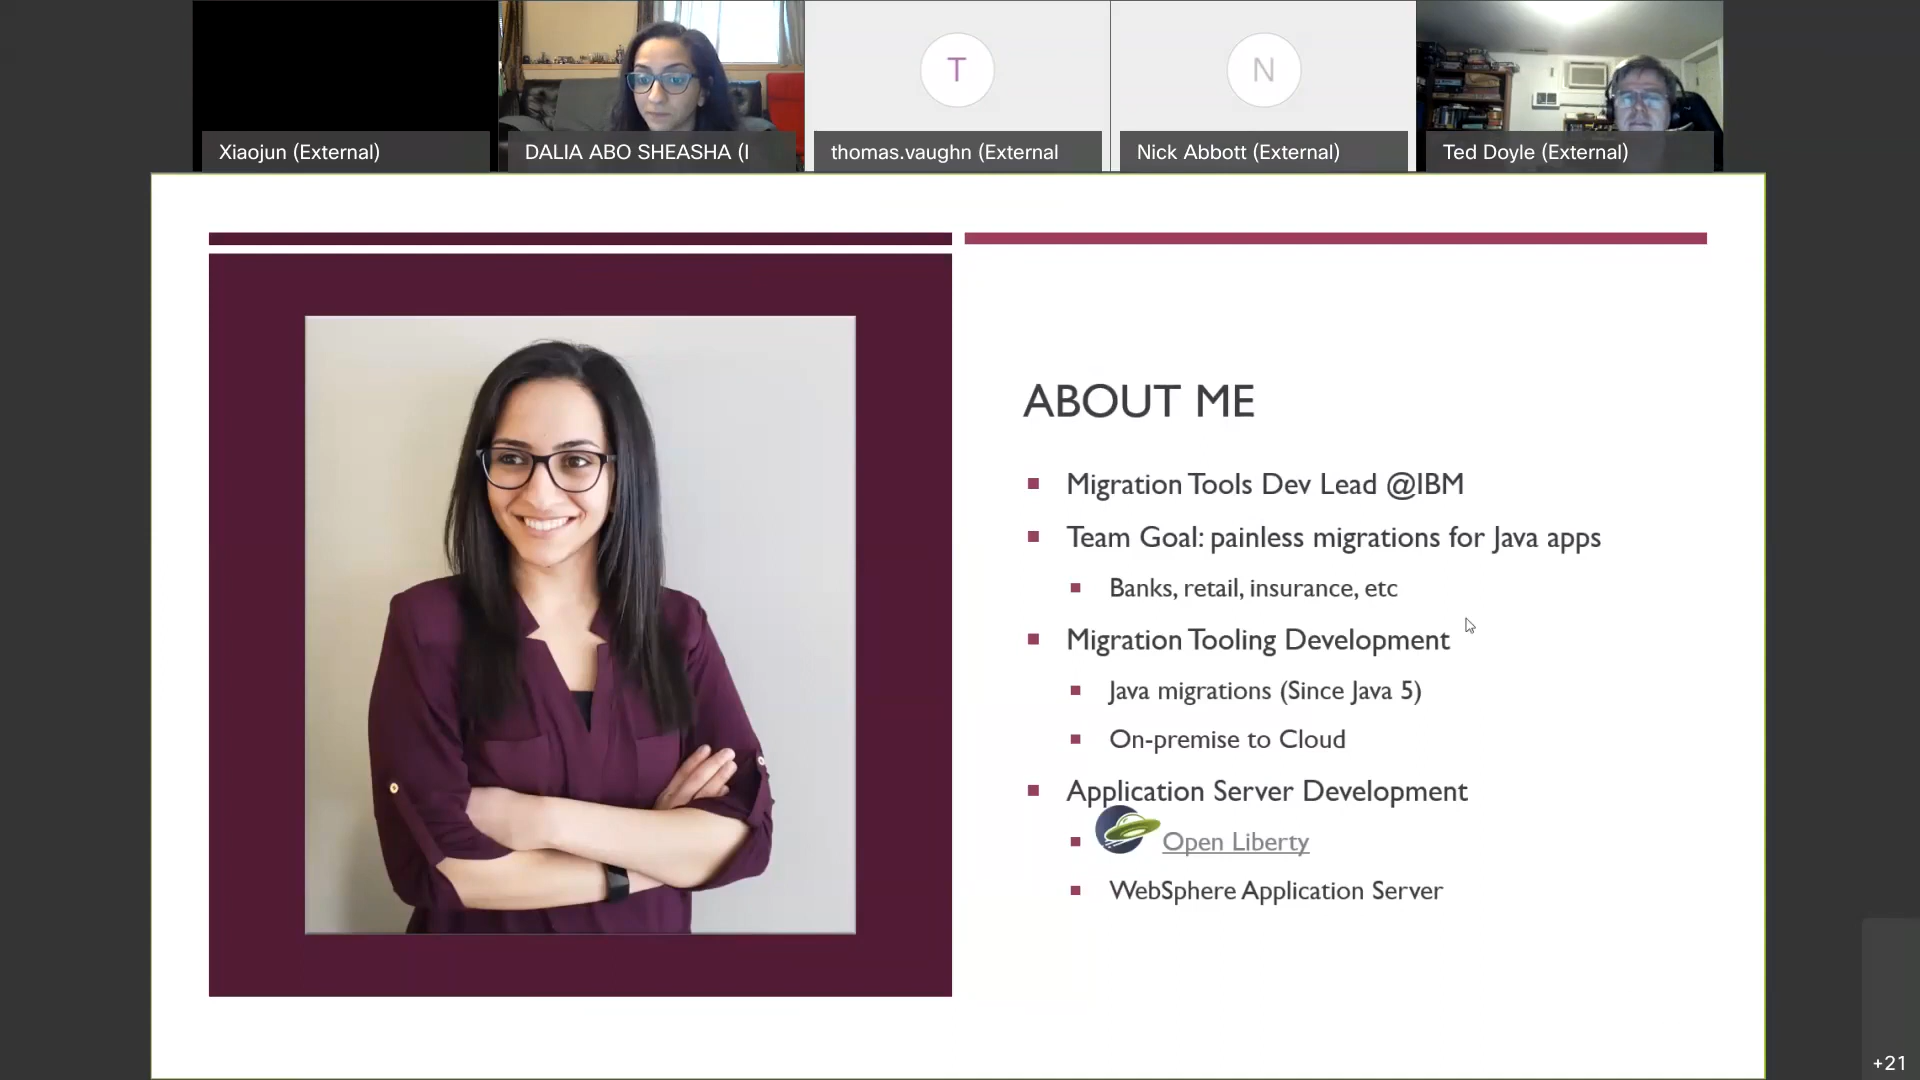 Xiaojun (External)
DALIA ABO SHEASHA (I
T
thomas.vaughn (External
N
Nick Abbott (External)
Ted Doyle (External)
ABOUT ME
Migration Tools Dev Lead @IBM
Team Goal: painless migrations for Java apps
Banks, retail, insurance, etc
Migration Tooling Development
Java migrations (Since Java 5)
On-premise to Cloud
Application Server Development
Open Liberty
WebSphere Application Server
+21